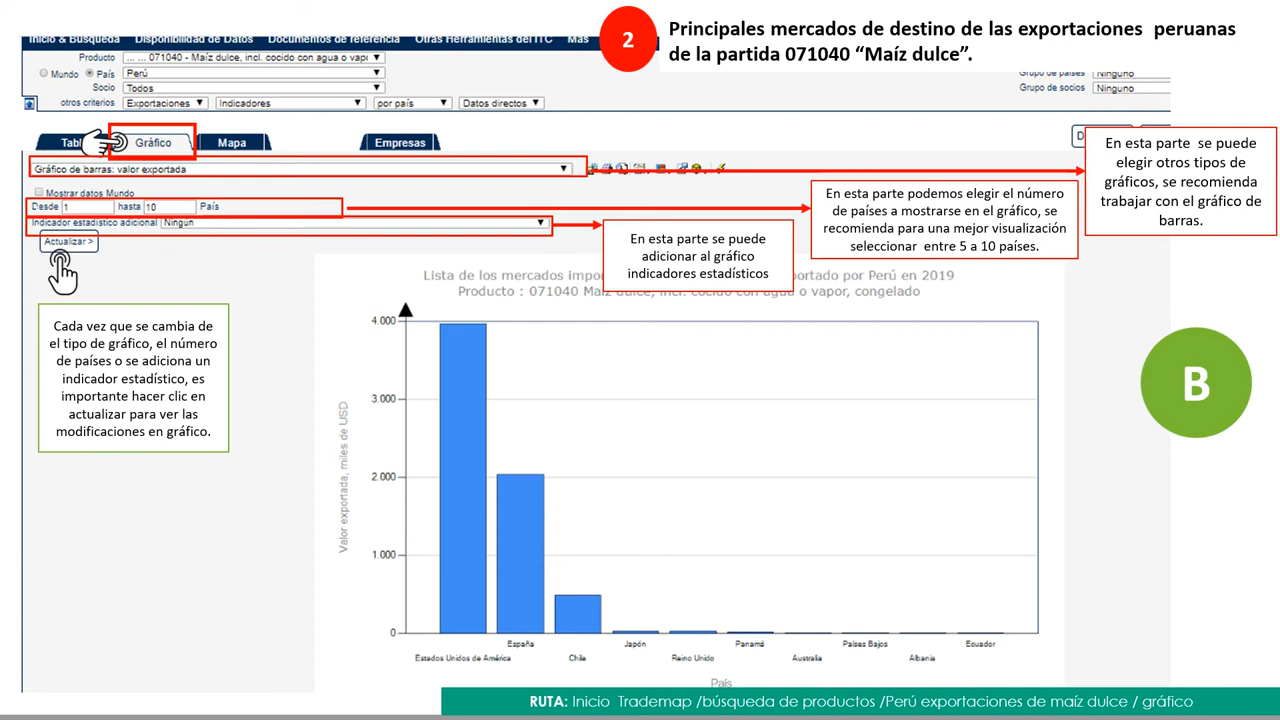 2
Principales mercados de destino de las exportaciones peruanas
de la partida 071040 “Maíz dulce”.
Inicio & Búsqueda Disponibilidad de Datos Documentos de referencia Otras Herramientas del ITC Más
Producto ... ... 071040 - Maíz dulce, incl. cocido con agua o vapo
Mundo País Perú
Socio Todos
otros criterios Exportaciones Indicadores por país Datos directos
Grupo de países Ninguno
Grupo de socios Ninguno
Tabl Gráfico Mapa Empresas
Gráfico de barras: valor exportada
Mostrar datos Mundo
Desde 1 hasta 10 País
Indicador estadístico adicional Ningun
Actualizar >
En esta parte se puede
elegir otros tipos de
gráficos, se recomienda
trabajar con el gráfico de
barras.
En esta parte podemos elegir el número
de países a mostrarse en el gráfico, se
recomienda para una mejor visualización
seleccionar entre 5 a 10 países.
En esta parte se puede
adicionar al gráfico
indicadores estadísticos
Cada vez que se cambia de
el tipo de gráfico, el número
de países o se adiciona un
indicador estadístico, es
importante hacer clic en
actualizar para ver las
modificaciones en gráfico.
Lista de los mercados impor ortado por Perú en 2019
Producto : 071040 Maíz dulce, incl. cocido con agua o vapor, congelado
4.000
3.000
2.000
1.000
0
Valor exportada, miles de USD
España Japón Panamá Países Bajos Ecuador
Estados Unidos de América Chile Reino Unido Australia Albania
País
B
RUTA: Inicio Trademap /búsqueda de productos /Perú exportaciones de maíz dulce / gráfico